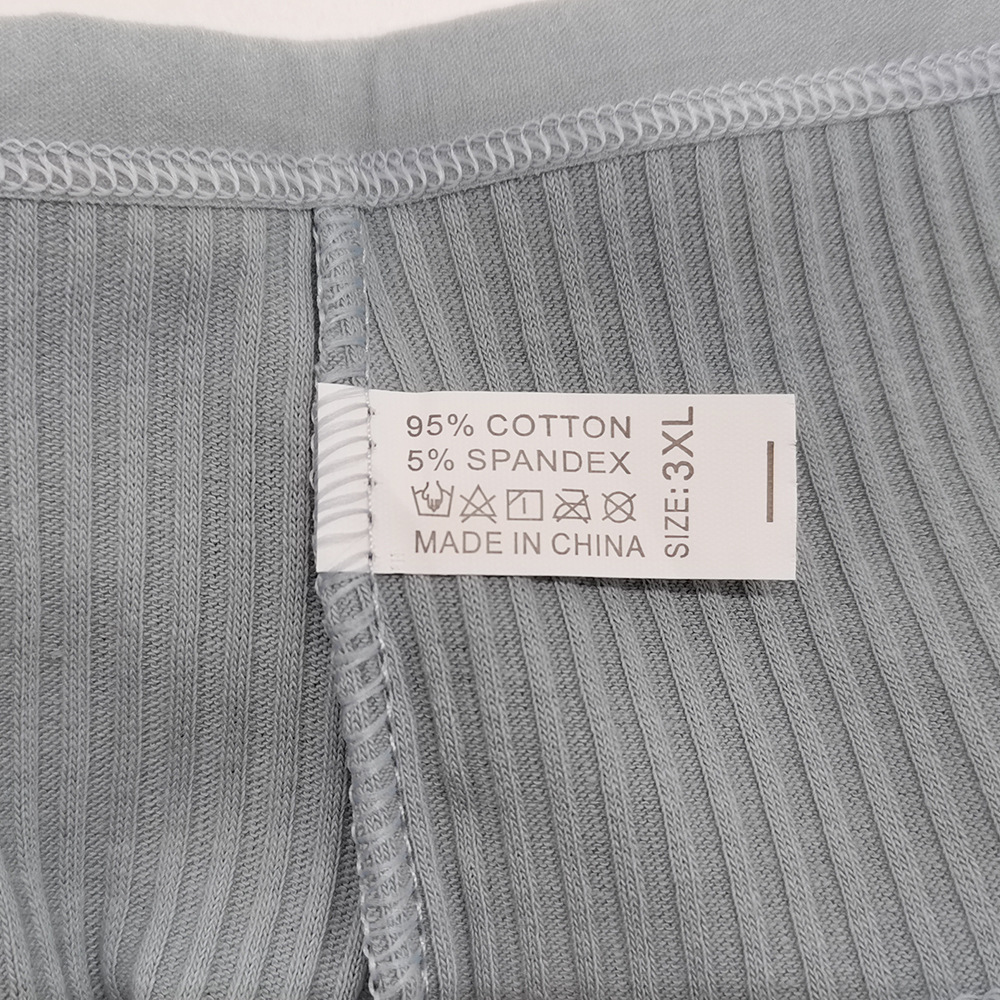 95% COTTON
5% SPANDEX
MADE IN CHINA
SIZE: 3XL